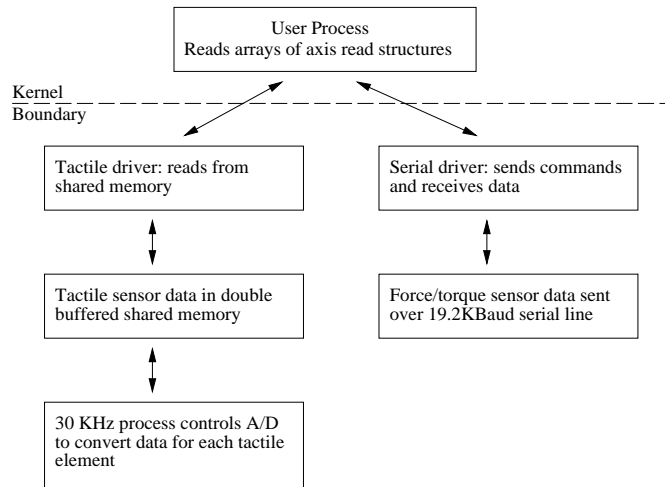 User Process
Reads arrays of axis read structures
Kernel
Boundary
Tactile driver: reads from
shared memory
Serial driver: sends commands
and receives data
Tactile sensor data in double
buffered shared memory
Force/torque sensor data sent
over 19.2KBaud serial line
30 KHz process controls A/D
to convert data for each tactile
element